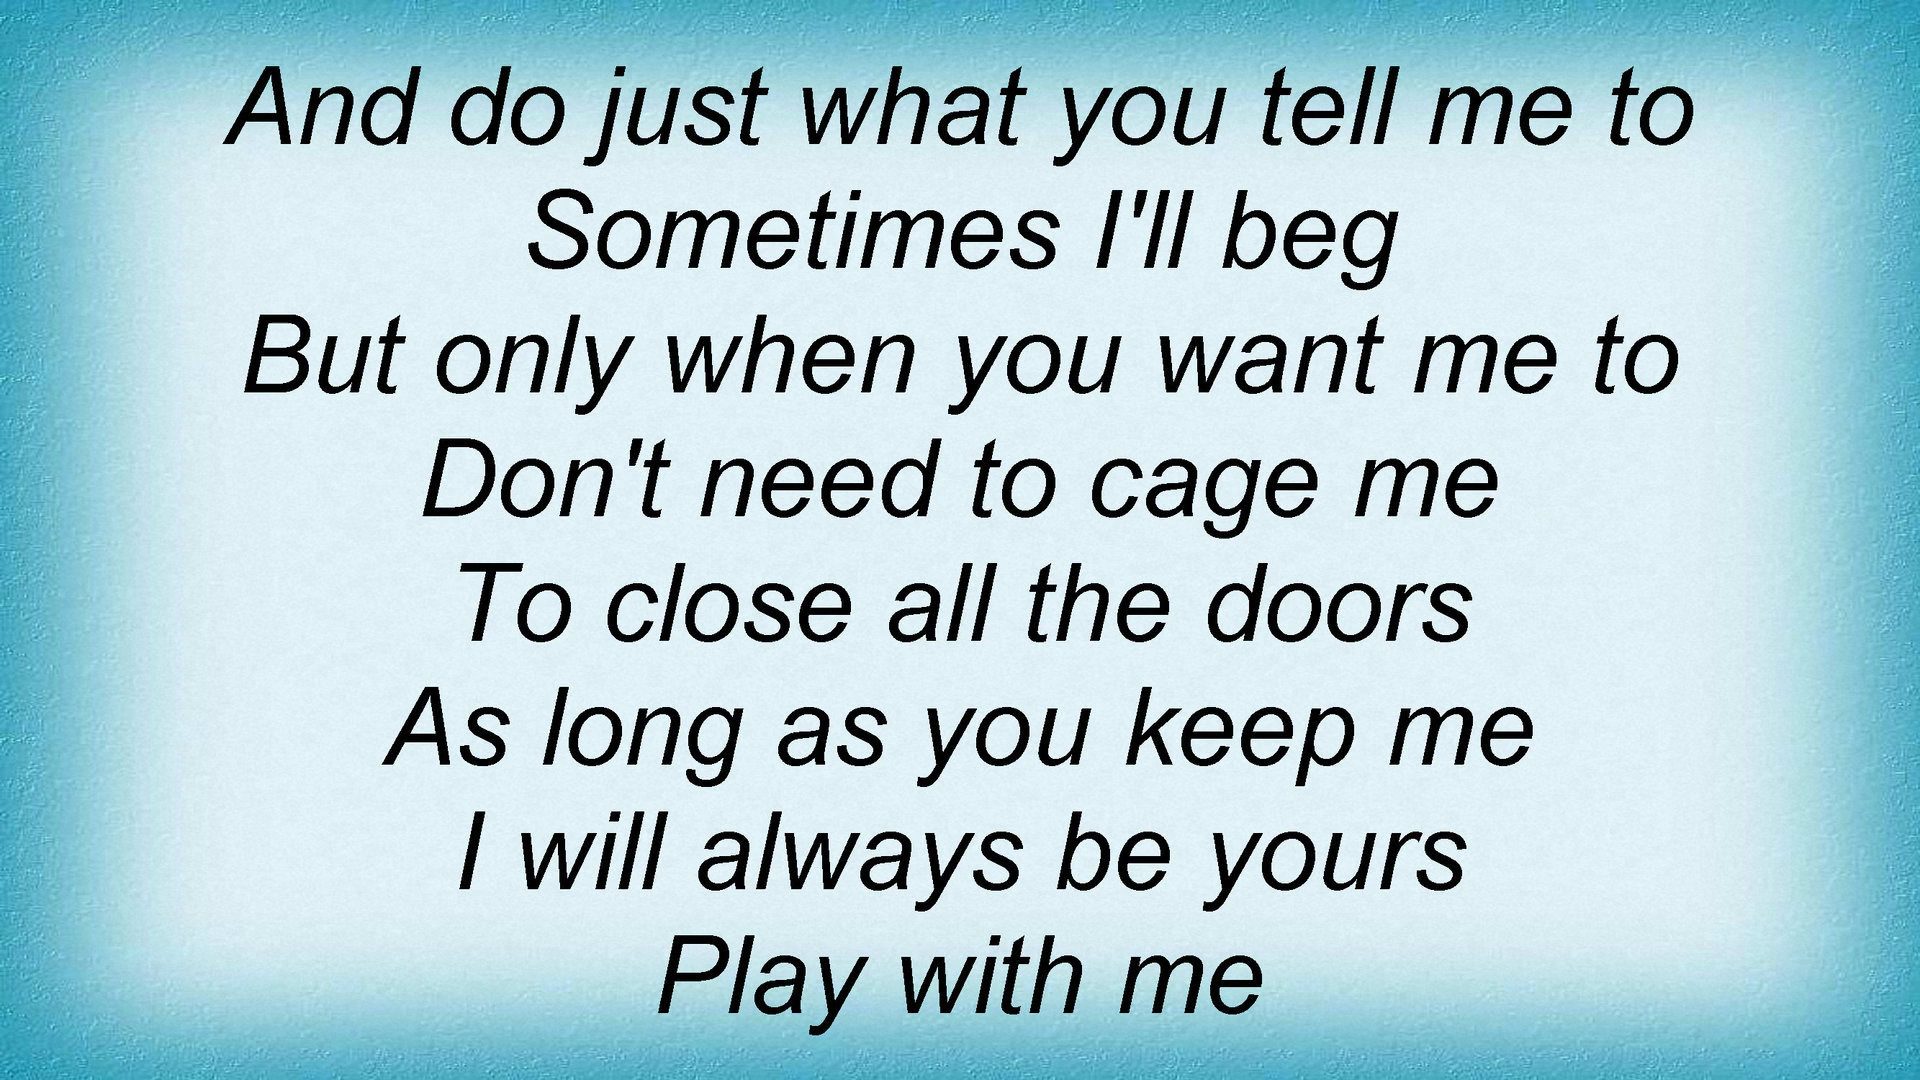 And do just what you tell me to
Sometimes I'll beg
But only when you want me to
Don't need to cage me
To close all the doors
As long as you keep me
I will always be yours
Play with me